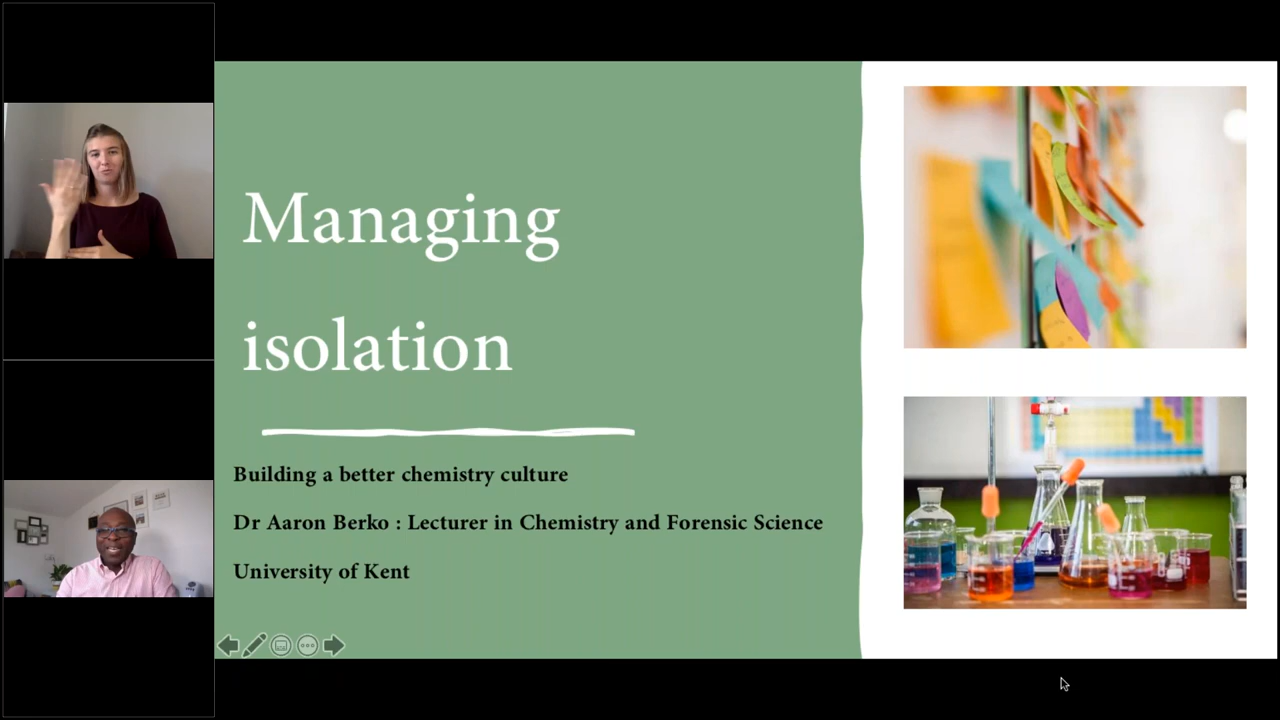 Managing
isolation
Building a better chemistry culture
Dr Aaron Berko : Lecturer in Chemistry and Forensic Science
University of Kent